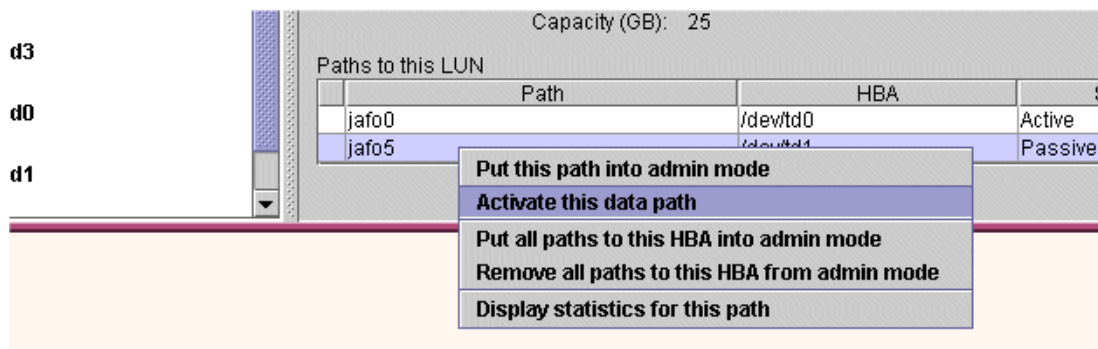 Capacity (GB): 25
d3
Paths to this LUN
Path HBA
d0
jafo0 /dev/td0 Active
jafo5 /dev/td1 Passive
d1
Put this path into admin mode
Activate this data path
Put all paths to this HBA into admin mode
Remove all paths to this HBA from admin mode
Display statistics for this path